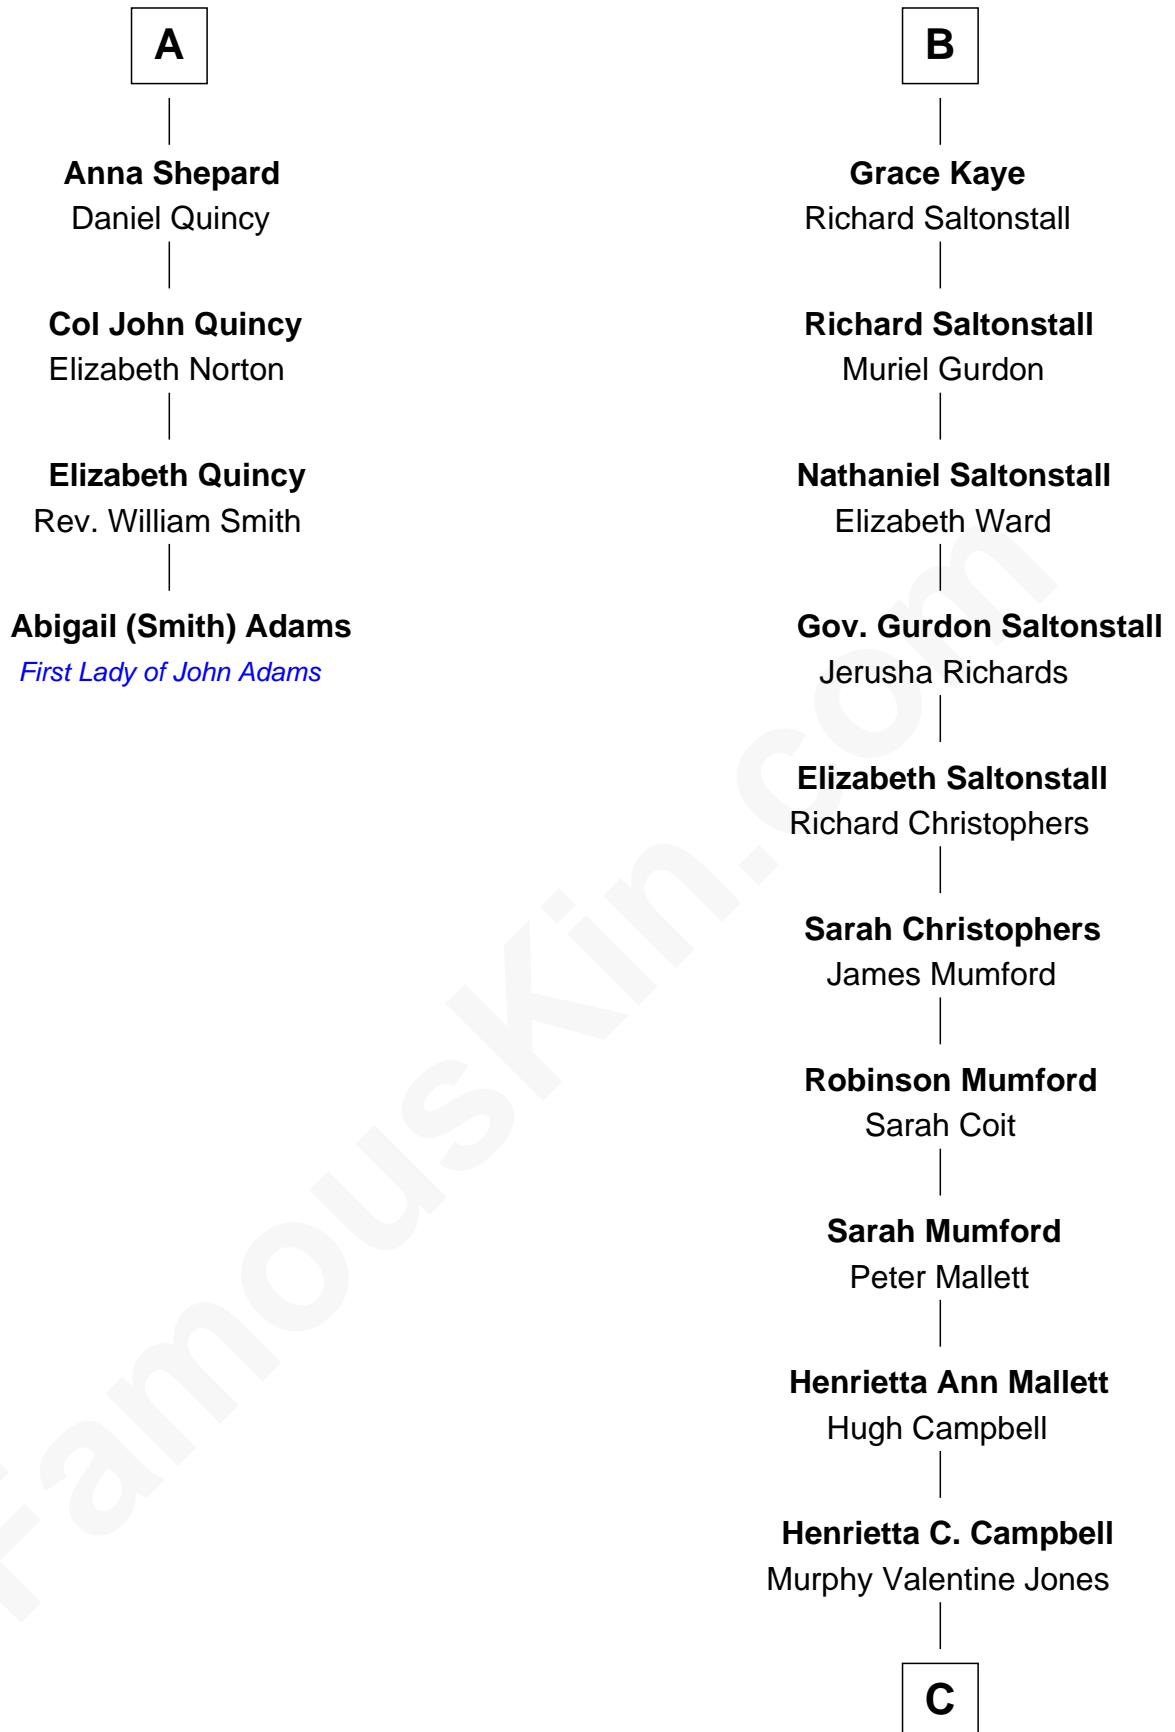 A
Anna Shepard
Daniel Quincy
Col John Quincy
Elizabeth Norton
Elizabeth Quincy
Rev. William Smith
Abigail (Smith) Adams
First Lady of John Adams
B
Grace Kaye
Richard Saltonstall
Richard Saltonstall
Muriel Gurdon
Nathaniel Saltonstall
Elizabeth Ward
Gov. Gurdon Saltonstall
Jerusha Richards
Elizabeth Saltonstall
Richard Christophers
Sarah Christophers
James Mumford
Robinson Mumford
Sarah Coit
Sarah Mumford
Peter Mallett
Henrietta Ann Mallett
Hugh Campbell
Henrietta C. Campbell
Murphy Valentine Jones
C
FamousKin.com